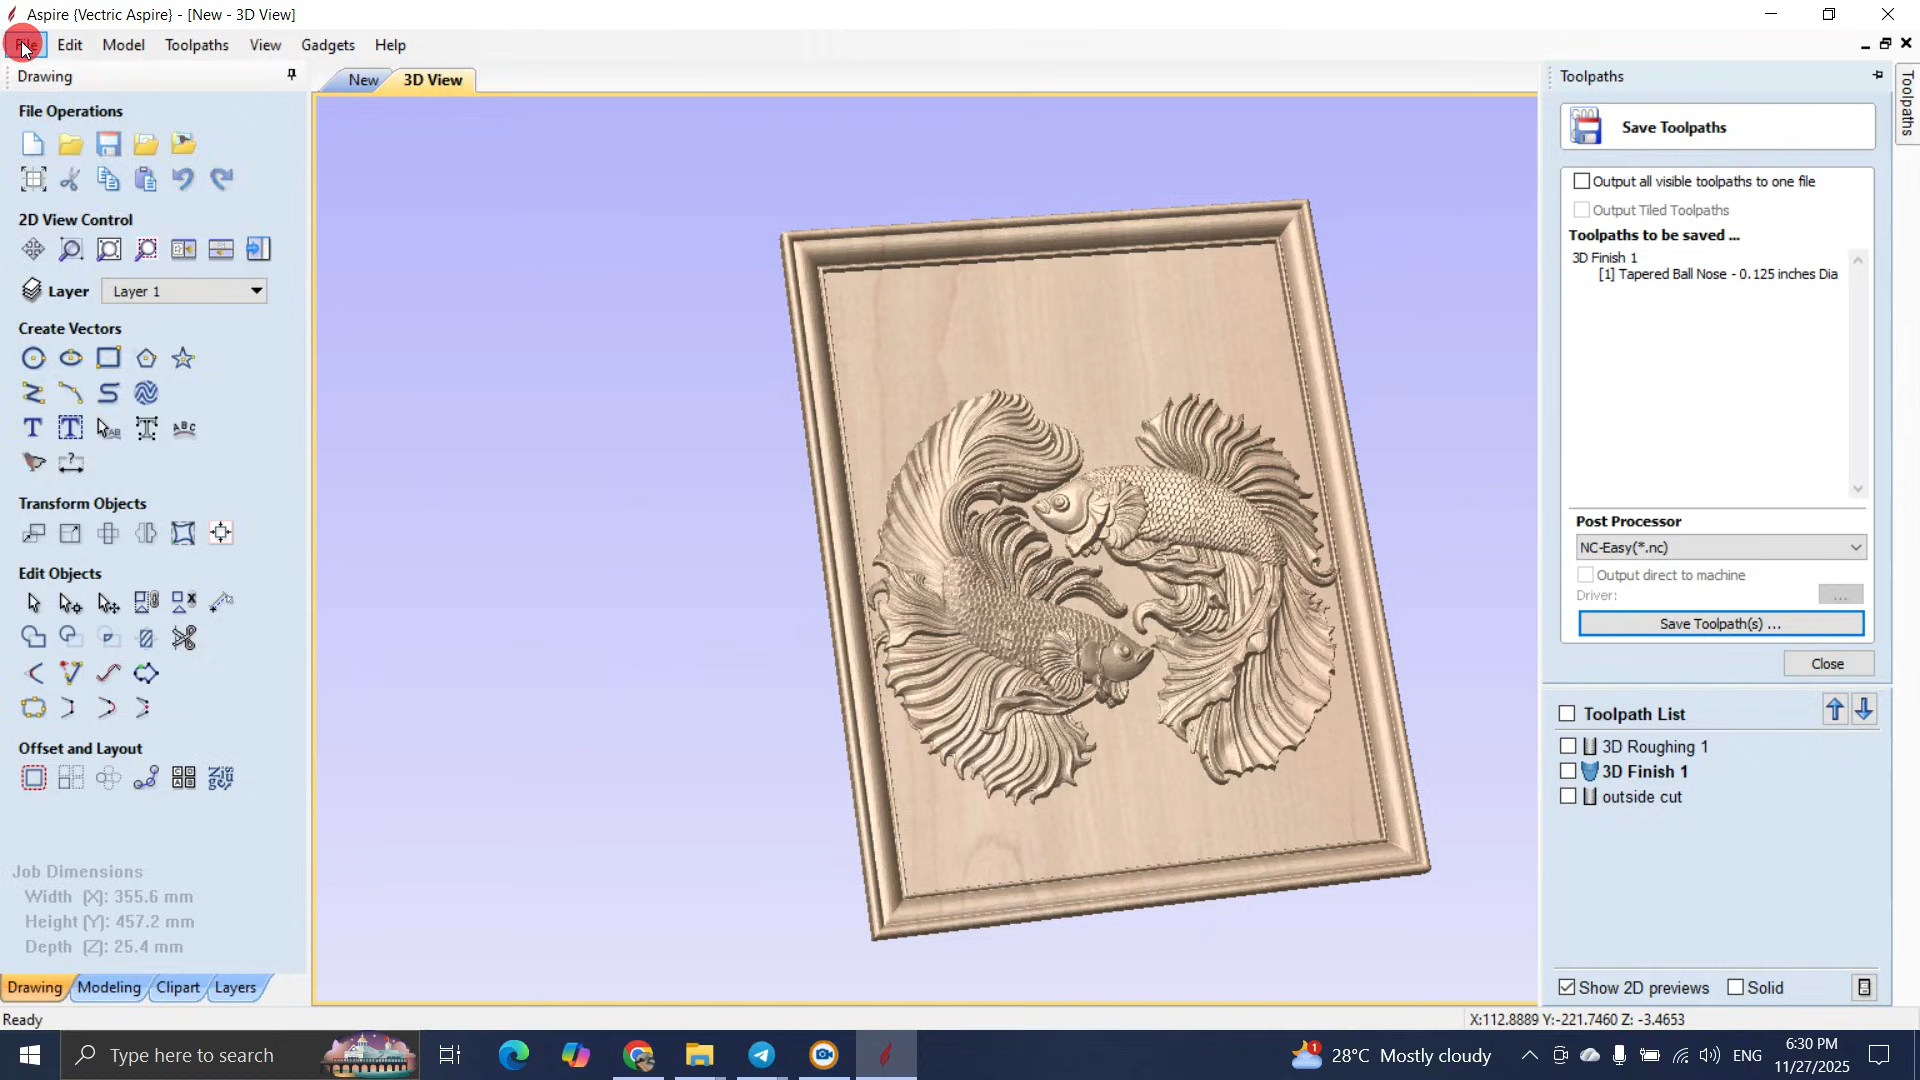 Aspire {Vectric Aspire} - [New - 3D View]
File Edit Model Toolpaths View Gadgets Help
Drawing
File Operations
2D View Control
Layer Layer 1
Create Vectors
Transform Objects
Edit Objects
Offset and Layout
Job Dimensions
Width (X): 355.6 mm
Height (Y): 457.2 mm
Depth (Z): 25.4 mm
Drawing Modeling Clipart Layers
Ready
New 3D View
Toolpaths
Toolpaths
Save Toolpaths
Output all visible toolpaths to one file
Output Tiled Toolpaths
Toolpaths to be saved ...
3D Finish 1
[1] Tapered Ball Nose - 0.125 inches Dia
Post Processor
NC-Easy(*.nc)
Output direct to machine
Driver:
...
Save Toolpath(s) ...
Close
Toolpath List
3D Roughing 1
3D Finish 1
outside cut
Show 2D previews Solid
X:112.8889 Y:-221.7460 Z: -3.4653
Type here to search
28°C Mostly cloudy
ENG
6:30 PM
11/27/2025